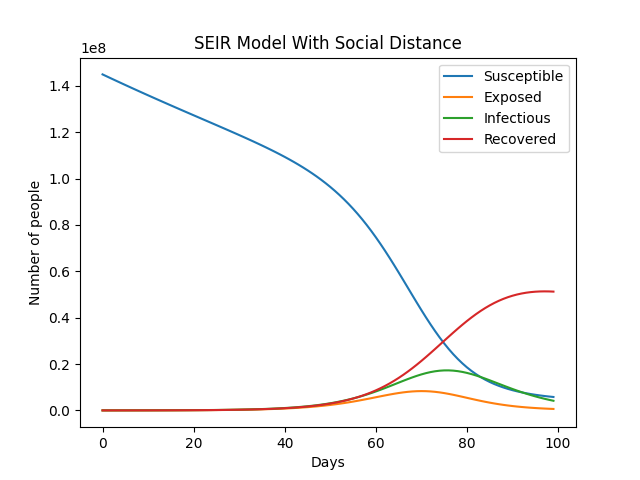 SEIR Model With Social Distance
1e8
Susceptible
Exposed
Infectious
Recovered
1.4
1.2
1.0
0.8
0.6
0.4
0.2
0.0
Number of people
0 20 40 60 80 100
Days